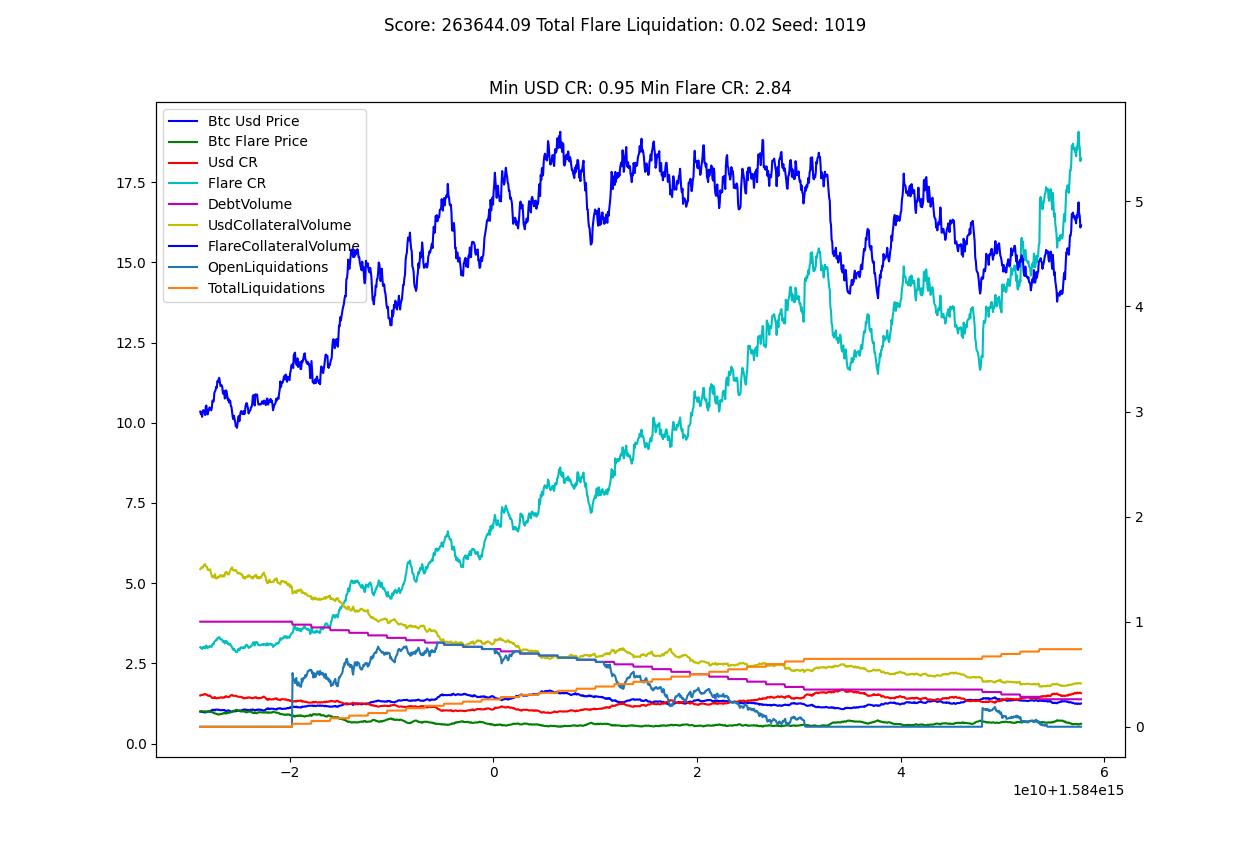 Score: 263644.09 Total Flare Liquidation: 0.02 Seed: 1019
Min USD CR: 0.95 Min Flare CR: 2.84
Btc Usd Price
Btc Flare Price
Usd CR
Flare CR
DebtVolume
UsdCollateralVolume
FlareCollateralVolume
OpenLiquidations
TotalLiquidations
17.5
15.0
12.5
10.0
7.5
5.0
2.5
0.0
5
4
3
2
1
0
−2 0 2 4 6
1e10+1.584e15